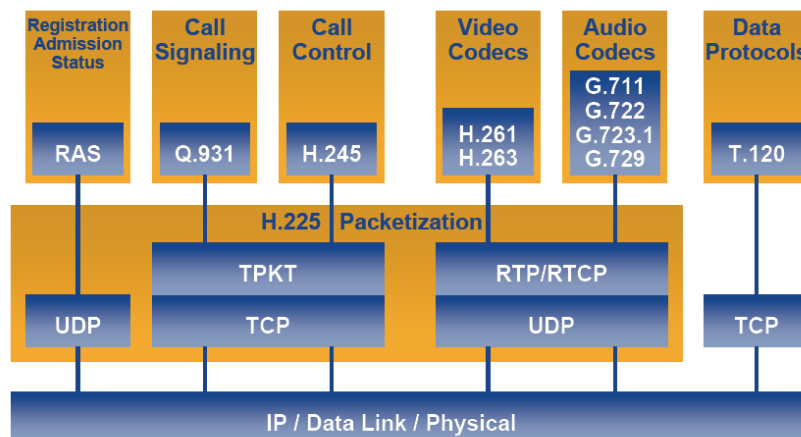 Registration
Admission
Status
RAS
Call
Signaling
Q.931
Call
Control
H.245
Video
Codecs
H.261
H.263
Audio
Codecs
G.711
G.722
G.723.1
G.729
Data
Protocols
T.120
H.225 Packetization
TPKT
RTP/RTCP
UDP
TCP
UDP
TCP
IP / Data Link / Physical